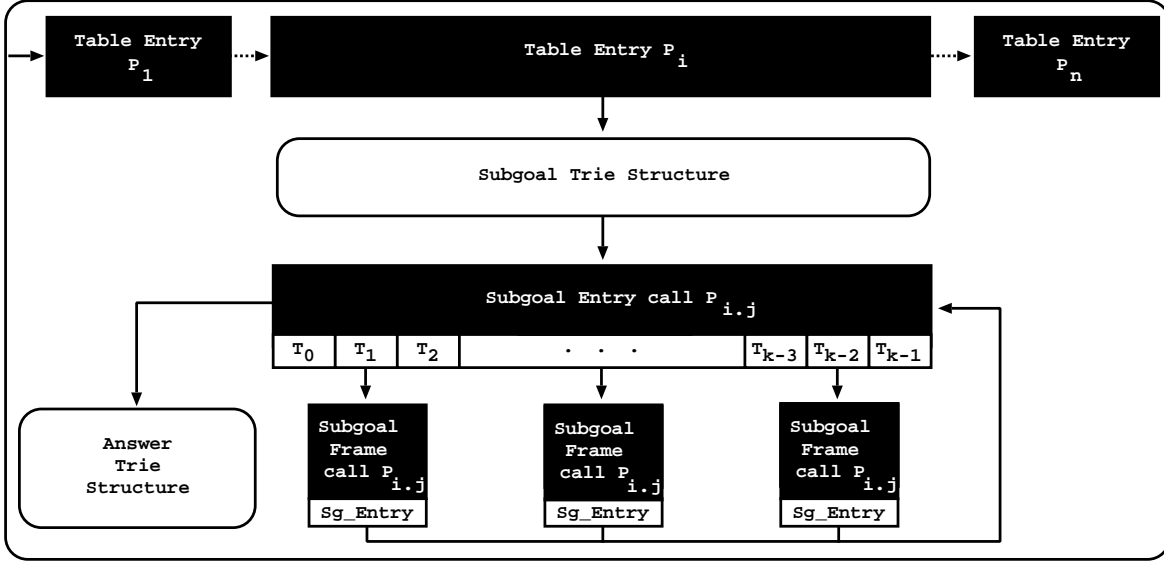 Table Entry
P1
Table Entry Pi
Table Entry
Pn
Subgoal Trie Structure
Subgoal Entry call Pi.j
T0 T1 T2 . . . Tk-3 Tk-2 Tk-1
Answer
Trie
Structure
Subgoal
Frame
call Pi.j
Sg_Entry
Subgoal
Frame
call Pi.j
Sg_Entry
Subgoal
Frame
call Pi.j
Sg_Entry